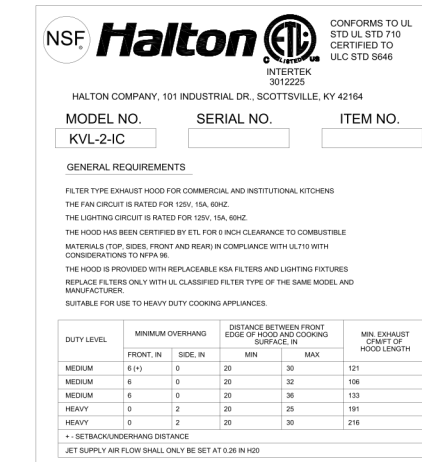 NSF Halton
C ETL US
LISTED
INTERTEK
3012225
CONFORMS TO UL
STD UL STD 710
CERTIFIED TO
ULC STD S646
HALTON COMPANY, 101 INDUSTRIAL DR., SCOTTSVILLE, KY 42164
MODEL NO. SERIAL NO. ITEM NO.
KVL-2-IC
GENERAL REQUIREMENTS
FILTER TYPE EXHAUST HOOD FOR COMMERCIAL AND INSTITUTIONAL KITCHENS
THE FAN CIRCUIT IS RATED FOR 125V, 15A, 60HZ.
THE LIGHTING CIRCUIT IS RATED FOR 125V, 15A, 60HZ.
THE HOOD HAS BEEN CERTIFIED BY ETL FOR 0 INCH CLEARANCE TO COMBUSTIBLE
MATERIALS (TOP, SIDES, FRONT AND REAR) IN COMPLIANCE WITH UL710 WITH
CONSIDERATIONS TO NFPA 96.
THE HOOD IS PROVIDED WITH REPLACEABLE KSA FILTERS AND LIGHTING FIXTURES
REPLACE FILTERS ONLY WITH UL CLASSIFIED FILTER TYPE OF THE SAME MODEL AND
MANUFACTURER.
SUITABLE FOR USE TO HEAVY DUTY COOKING APPLIANCES.
DUTY LEVEL MINIMUM OVERHANG DISTANCE BETWEEN FRONT EDGE OF HOOD AND COOKING SURFACE, IN MIN. EXHAUST CFM/FT OF HOOD LENGTH
FRONT, IN SIDE, IN MIN MAX
MEDIUM 6 (+) 0 20 30 121
MEDIUM 6 0 20 32 106
MEDIUM 6 0 20 36 133
HEAVY 0 2 20 25 191
HEAVY 0 2 20 30 216
+ - SETBACK/UNDERHANG DISTANCE
JET SUPPLY AIR FLOW SHALL ONLY BE SET AT 0.26 IN H20